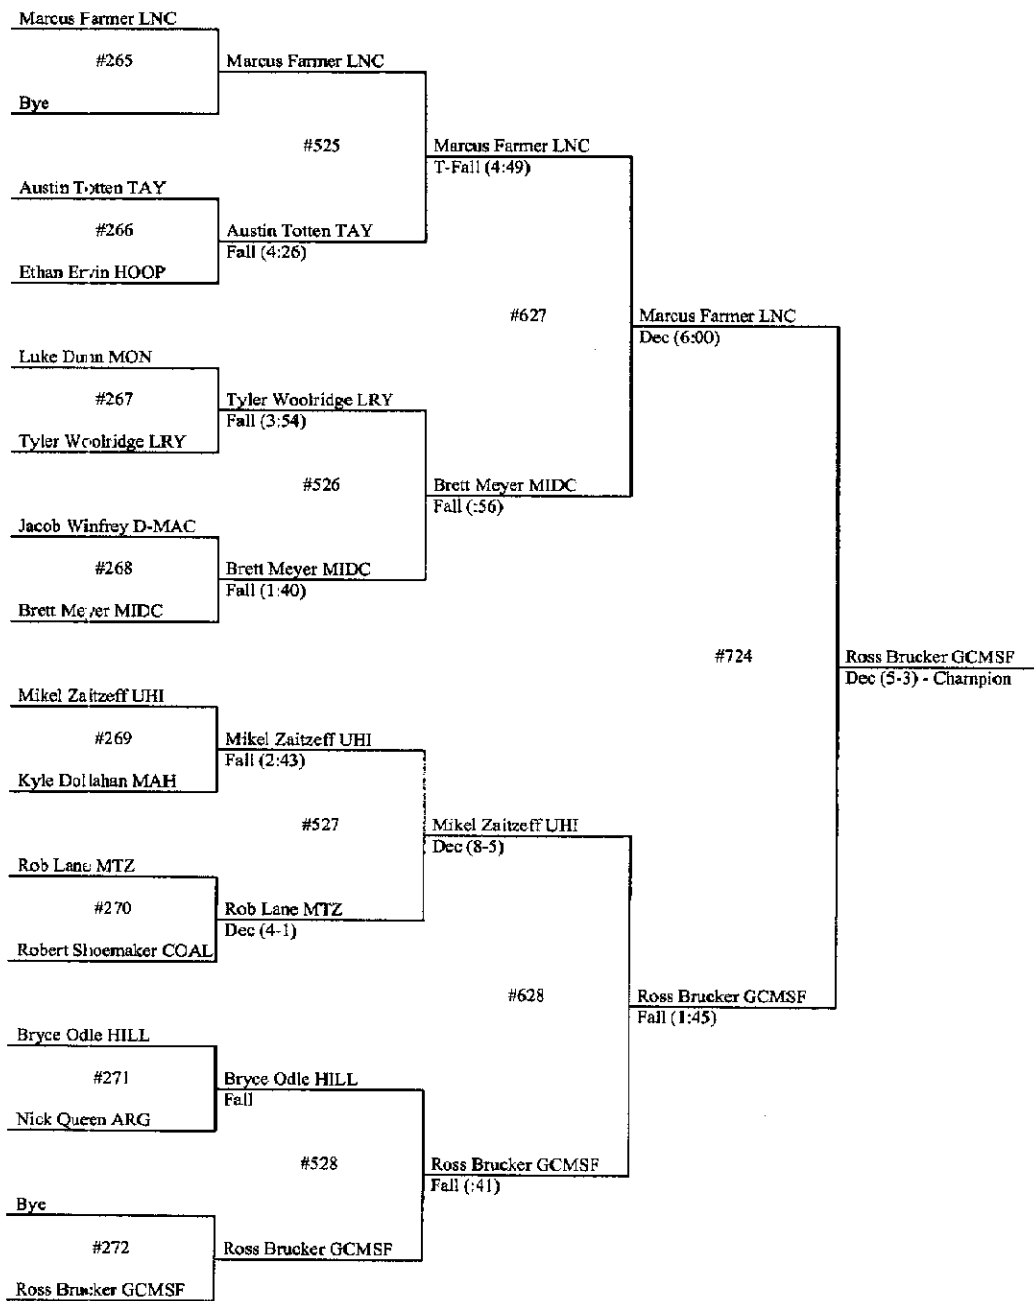 Marcus Farmer LNC
#265
Marcus Farmer LNC
Bye
#525
Marcus Farmer LNC
T-Fall (4:49)
Austin Totten TAY
#266
Austin Totten TAY
Fall (4:26)
Ethan Ervin HOOP
#627
Marcus Farmer LNC
Dec (6:00)
Luke Dunn MON
#267
Tyler Woolridge LRY
Fall (3:54)
Tyler Woolridge LRY
#526
Brett Meyer MIDC
Fall (:56)
Jacob Winfrey D-MAC
#268
Brett Meyer MIDC
Fall (1:40)
Brett Meyer MIDC
#724
Ross Brucker GCMSF
Dec (5-3) - Champion
Mikel Zaitzeff UHI
#269
Mikel Zaitzeff UHI
Fall (2:43)
Kyle Dollahan MAH
#527
Mikel Zaitzeff UHI
Dec (8-5)
Rob Lane MTZ
#270
Rob Lane MTZ
Dec (4-1)
Robert Shoemaker COAL
#628
Ross Brucker GCMSF
Fall (1:45)
Bryce Odle HILL
#271
Bryce Odle HILL
Fall
Nick Queen ARG
#528
Ross Brucker GCMSF
Fall (:41)
Bye
#272
Ross Brucker GCMSF
Ross Brucker GCMSF